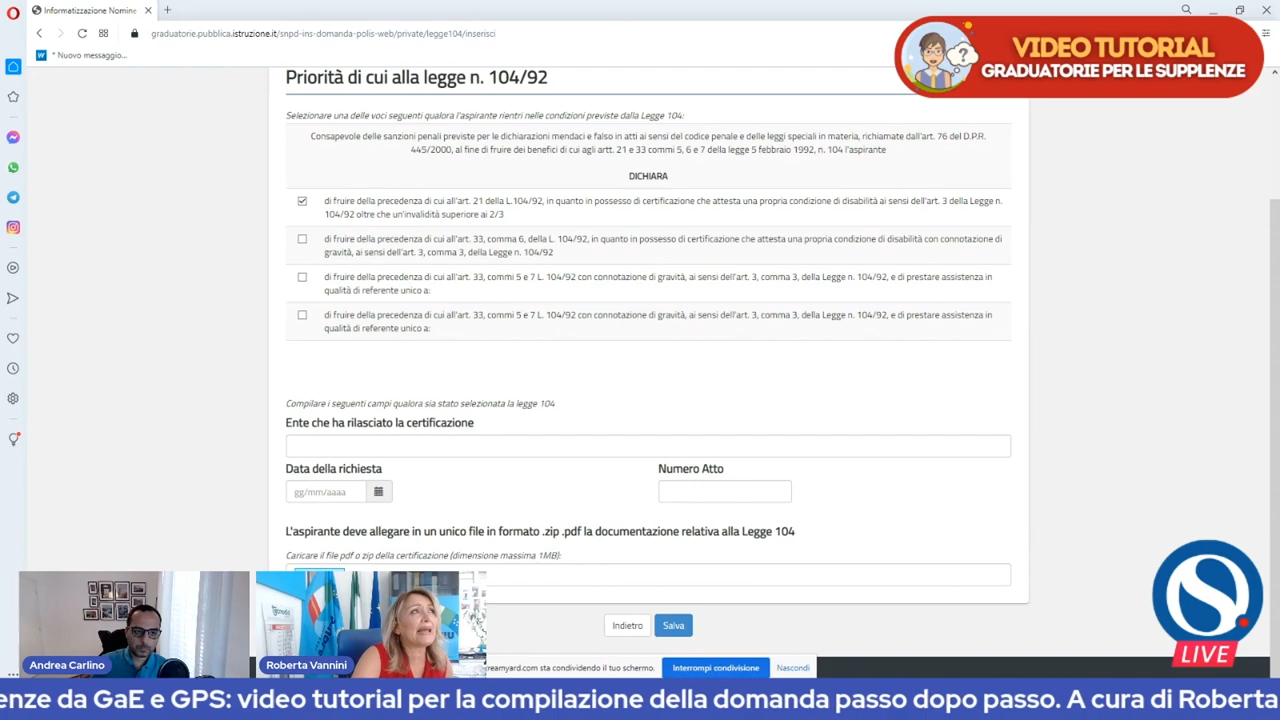 Informatizzazione Nomine
graduatorie.pubblica.istruzione.it/snpd-ins-domanda-polis-web/private/legge104/inserisci
* Nuovo messaggio...
VIDEO TUTORIAL
GRADUATORIE PER LE SUPPLENZE
Priorità di cui alla legge n. 104/92
Selezionare una delle voci seguenti qualora l'aspirante rientri nelle condizioni previste dalla Legge 104:
Consapevole delle sanzioni penali previste per le dichiarazioni mendaci e falso in atti ai sensi del codice penale e delle leggi speciali in materia, richiamate dall'art. 76 del D.P.R.
445/2000, al fine di fruire dei benefici di cui agli artt. 21 e 33 commi 5, 6 e 7 della legge 5 febbraio 1992, n. 104 l'aspirante
DICHIARA
di fruire della precedenza di cui all'art. 21 della L.104/92, in quanto in possesso di certificazione che attesta una propria condizione di disabilità ai sensi dell'art. 3 della Legge n.
104/92 oltre che un'invalidità superiore ai 2/3
di fruire della precedenza di cui all'art. 33, comma 6, della L. 104/92, in quanto in possesso di certificazione che attesta una propria condizione di disabilità con connotazione di
gravità, ai sensi dell'art. 3, comma 3, della Legge n. 104/92
di fruire della precedenza di cui all'art. 33, commi 5 e 7 L. 104/92 con connotazione di gravità, ai sensi dell'art. 3, comma 3, della Legge n. 104/92, e di prestare assistenza in
qualità di referente unico a:
di fruire della precedenza di cui all'art. 33, commi 5 e 7 L. 104/92 con connotazione di gravità, ai sensi dell'art. 3, comma 3, della Legge n. 104/92, e di prestare assistenza in
qualità di referente unico a:
Compilare i seguenti campi qualora sia stato selezionata la legge 104
Ente che ha rilasciato la certificazione
Data della richiesta
Numero Atto
gg/mm/aaaa
L'aspirante deve allegare in un unico file in formato .zip .pdf la documentazione relativa alla Legge 104
Caricare il file pdf o zip della certificazione (dimensione massima 1MB):
Indietro
Salva
reamyard.com sta condividendo il tuo schermo.
Interrompi condivisione
Nascondi
Andrea Carlino
Roberta Vannini
S
LIVE
enze da GaE e GPS: video tutorial per la compilazione della domanda passo dopo passo. A cura di Roberta